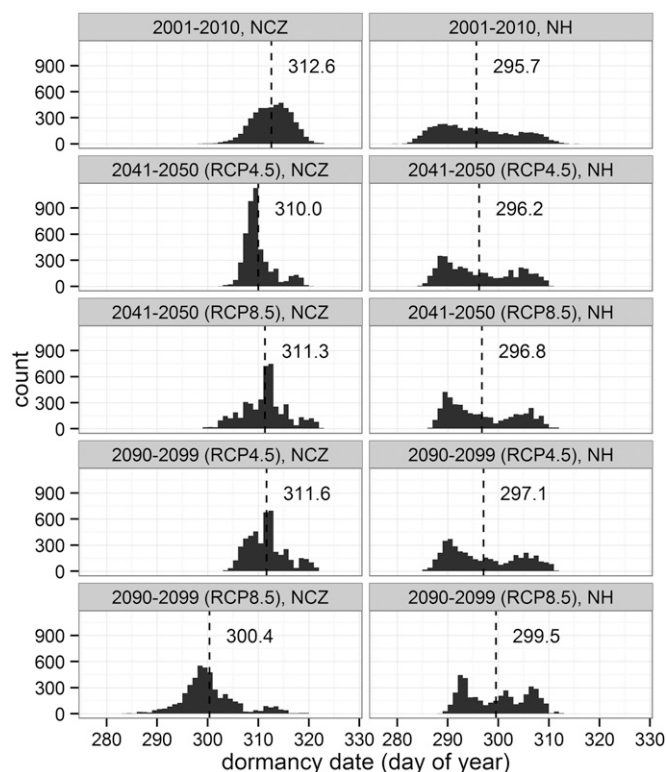 2001-2010, NCZ
2001-2010, NH
900
600
300
0
312.6
295.7
2041-2050 (RCP4.5), NCZ
2041-2050 (RCP4.5), NH
900
600
300
0
310.0
296.2
2041-2050 (RCP8.5), NCZ
2041-2050 (RCP8.5), NH
900
600
300
0
311.3
296.8
count
2090-2099 (RCP4.5), NCZ
2090-2099 (RCP4.5), NH
900
600
300
0
311.6
297.1
2090-2099 (RCP8.5), NCZ
2090-2099 (RCP8.5), NH
900
600
300
0
300.4
299.5
280 290 300 310 320 330
280 290 300 310 320 330
dormancy date (day of year)